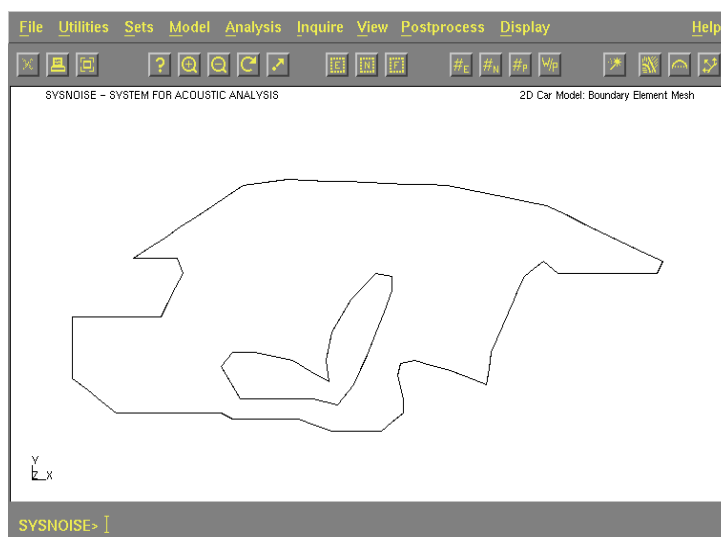 File Utilities Sets Model Analysis Inquire View Postprocess Display Help
? E N F #E #N #P W/P
SYSNOISE – SYSTEM FOR ACOUSTIC ANALYSIS 2D Car Model: Boundary Element Mesh
Y
Z X
SYSNOISE>